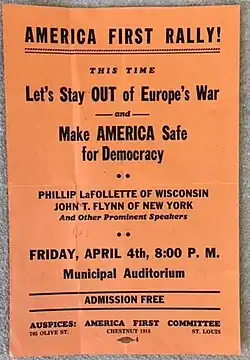 AMERICA FIRST RALLY!
THIS TIME
Let's Stay OUT of Europe's War
and
Make AMERICA Safe
for Democracy
PHILLIP LaFOLLETTE OF WISCONSIN
JOHN T. FLYNN OF NEW YORK
And Other Prominent Speakers
FRIDAY, APRIL 4th, 8:00 P. M.
Municipal Auditorium
ADMISSION FREE
AUSPICES: AMERICA FIRST COMMITTEE
705 OLIVE ST. CHESTNUT 1918 ST. LOUIS
4